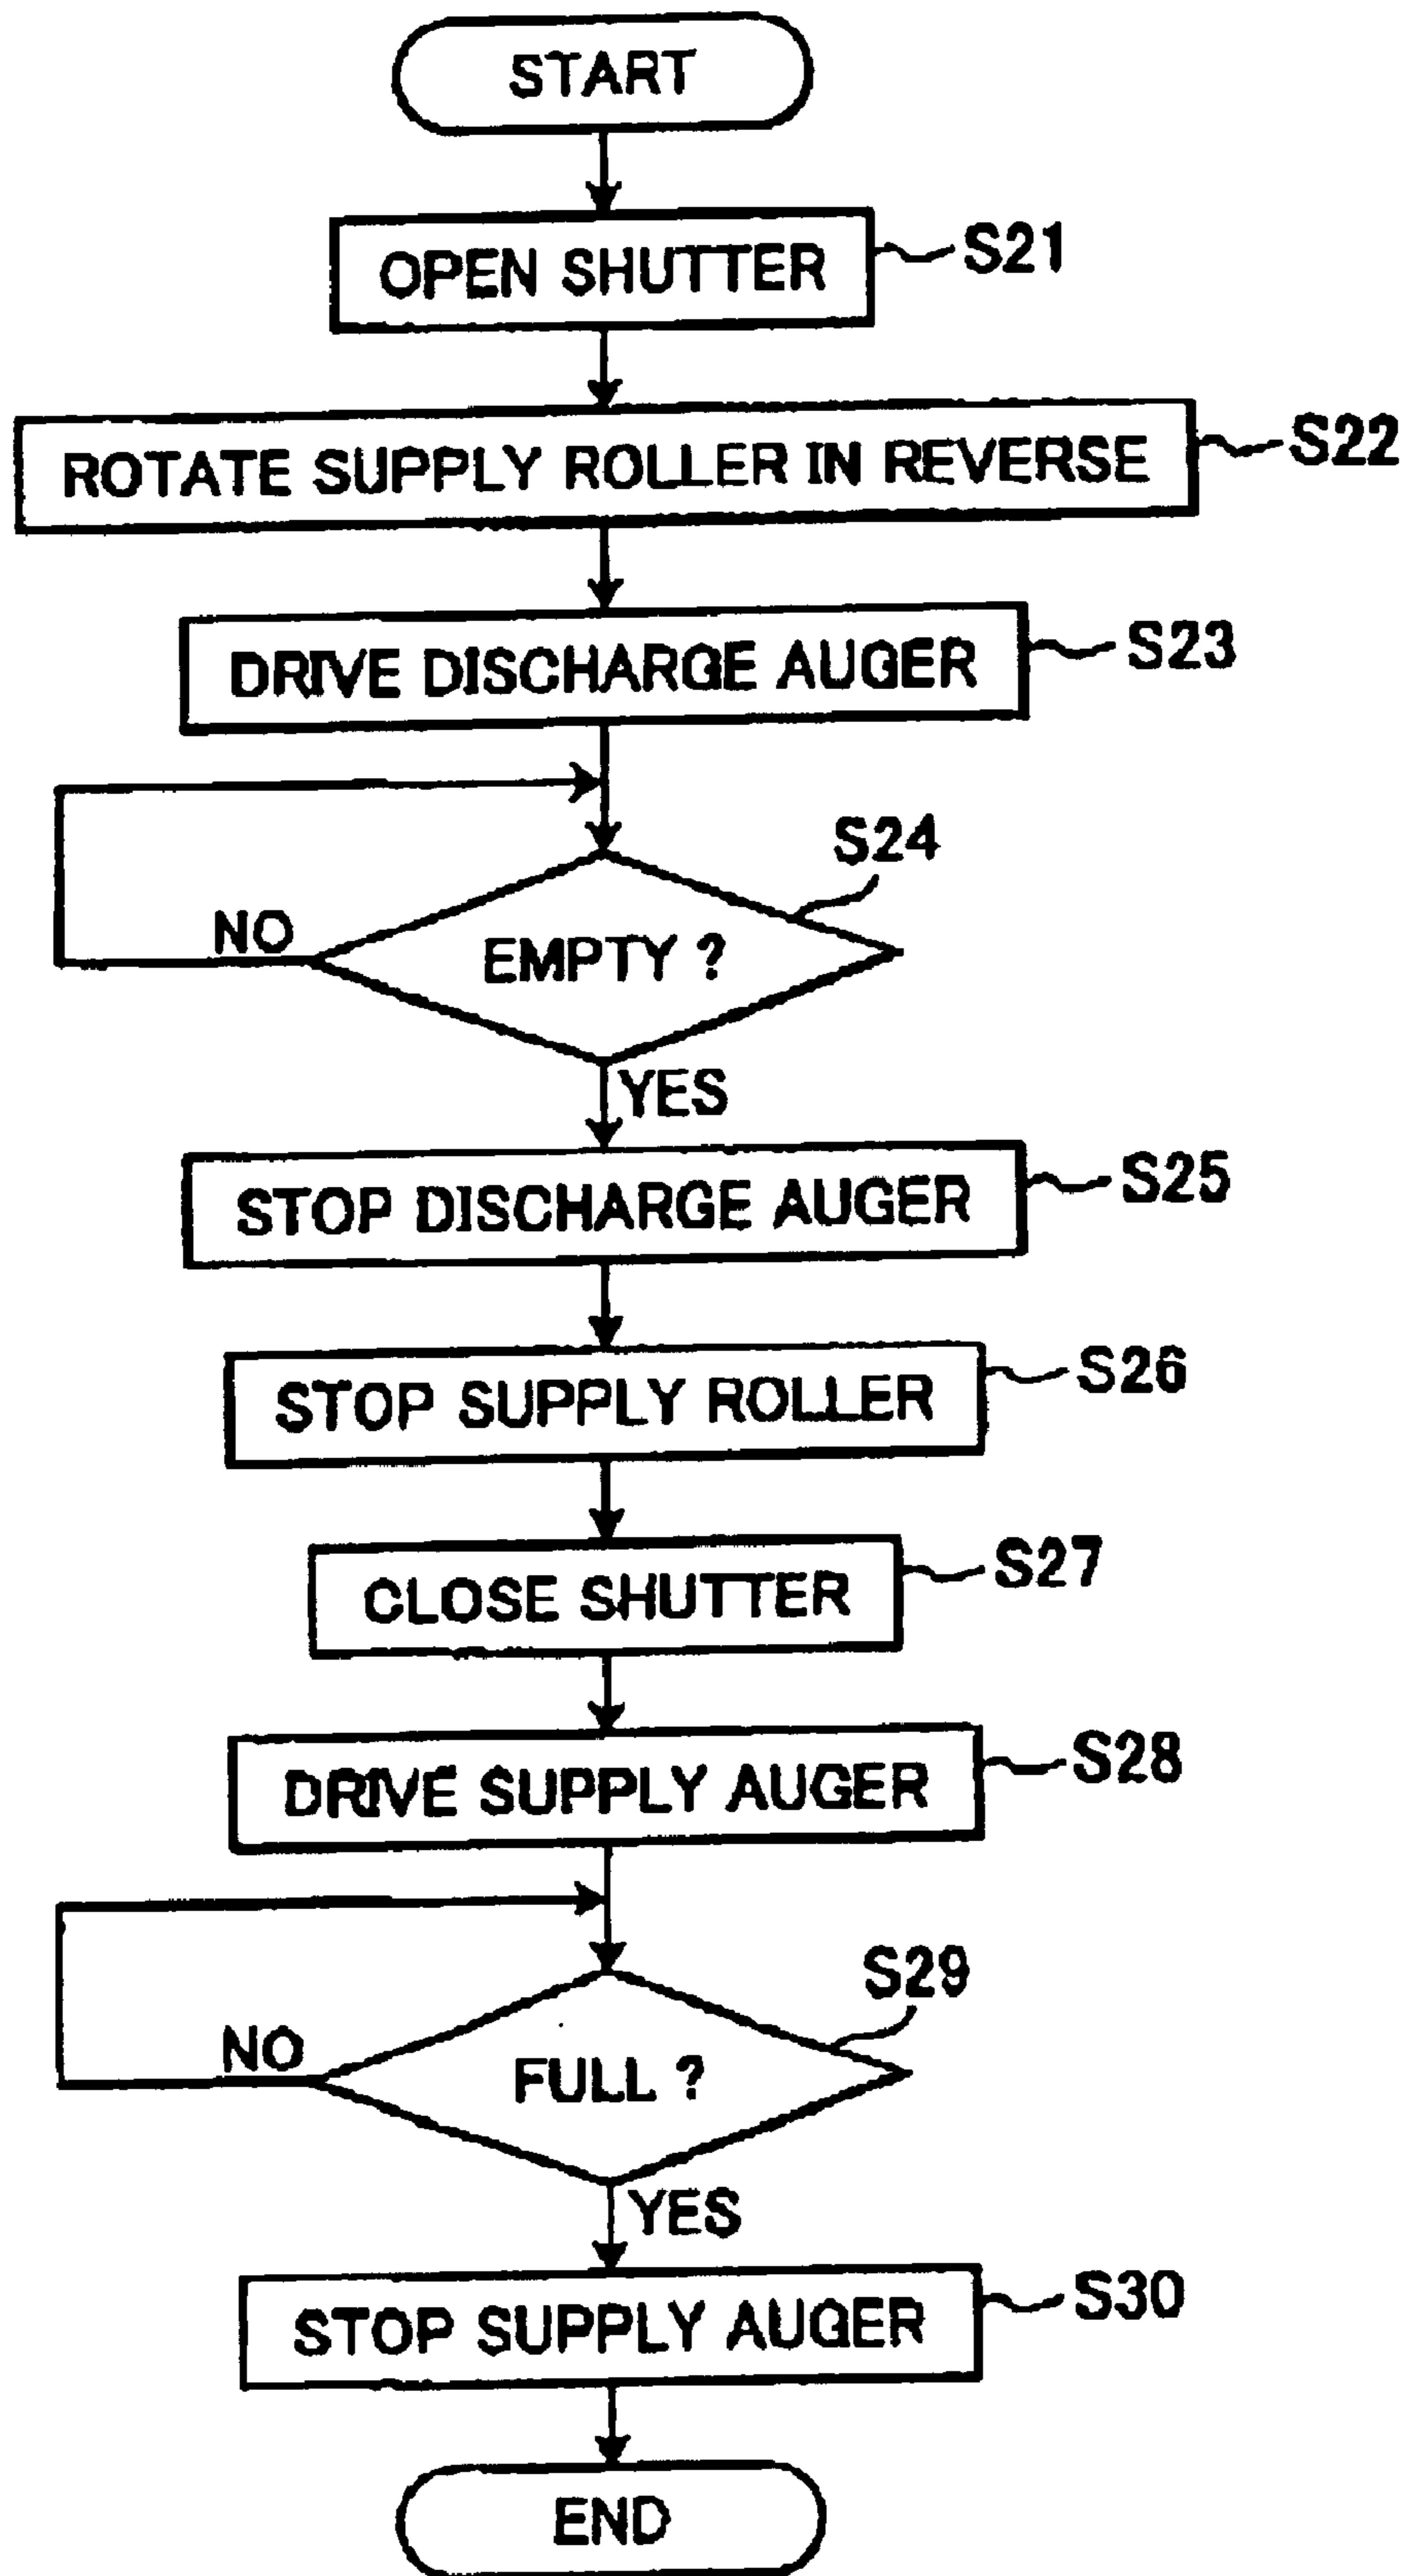 START
OPEN SHUTTER
S21
ROTATE SUPPLY ROLLER IN REVERSE
S22
DRIVE DISCHARGE AUGER
S23
S24
NO
EMPTY ?
YES
STOP DISCHARGE AUGER
S25
STOP SUPPLY ROLLER
S26
CLOSE SHUTTER
S27
DRIVE SUPPLY AUGER
S28
S29
NO
FULL ?
YES
STOP SUPPLY AUGER
S30
END